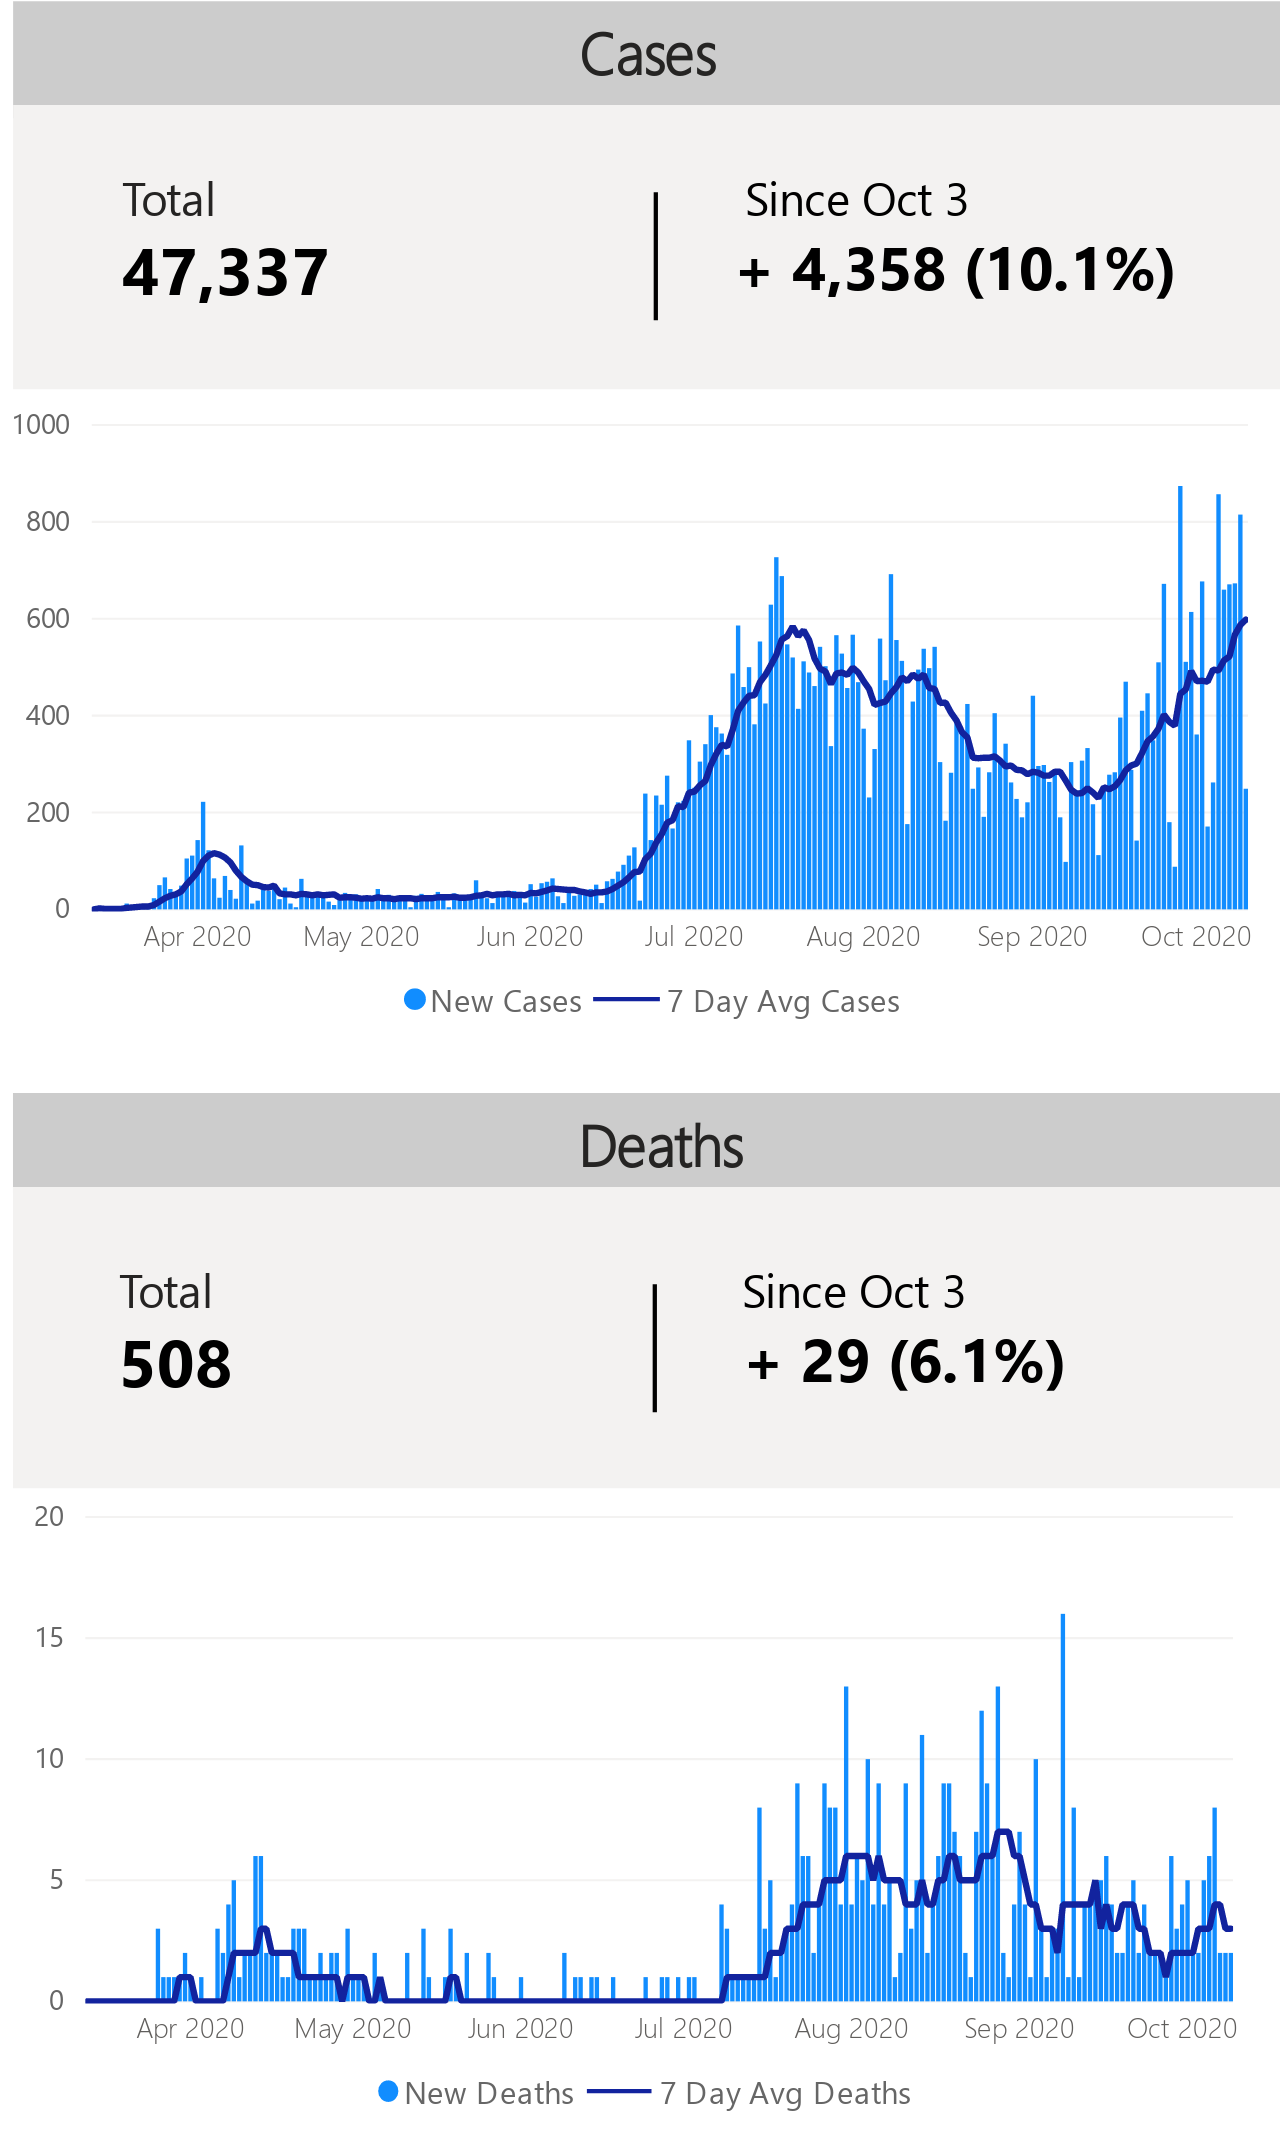 Cases
Total
Since Oct 3
47,337
+ 4,358 (10.1%)
1000
800
600
400
200
0
Apr 2020 May 2020 Jun 2020 Jul 2020 Aug 2020 Sep 2020 Oct 2020
New Cases 7 Day Avg Cases
Deaths
Total
Since Oct 3
508
+ 29 (6.1%)
20
15
10
5
0
Apr 2020 May 2020 Jun 2020 Jul 2020 Aug 2020 Sep 2020 Oct 2020
New Deaths 7 Day Avg Deaths